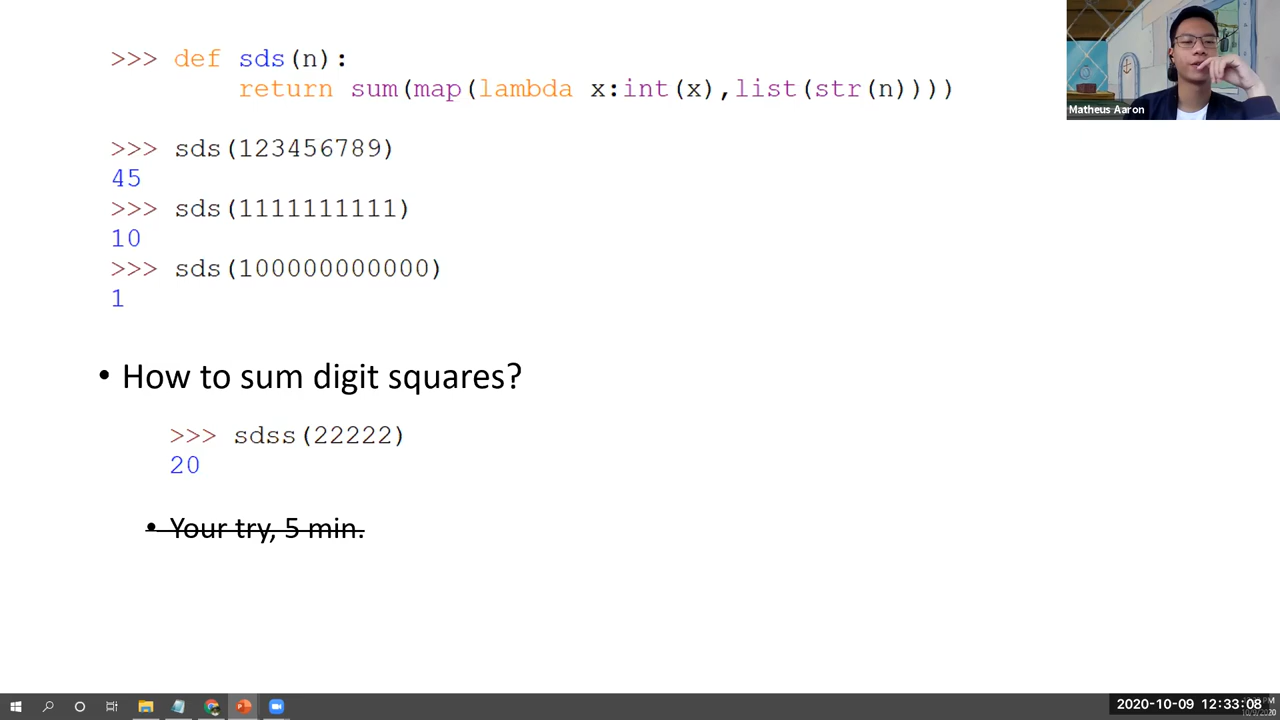 >>> def sds(n):
return sum(map(lambda x:int(x),list(str(n))))
>>> sds(123456789)
45
>>> sds(1111111111)
10
>>> sds(100000000000)
1
• How to sum digit squares?
>>> sdss(22222)
20
• Your try, 5 min.
Matheus Aaron
2020-10-09 12:33:08